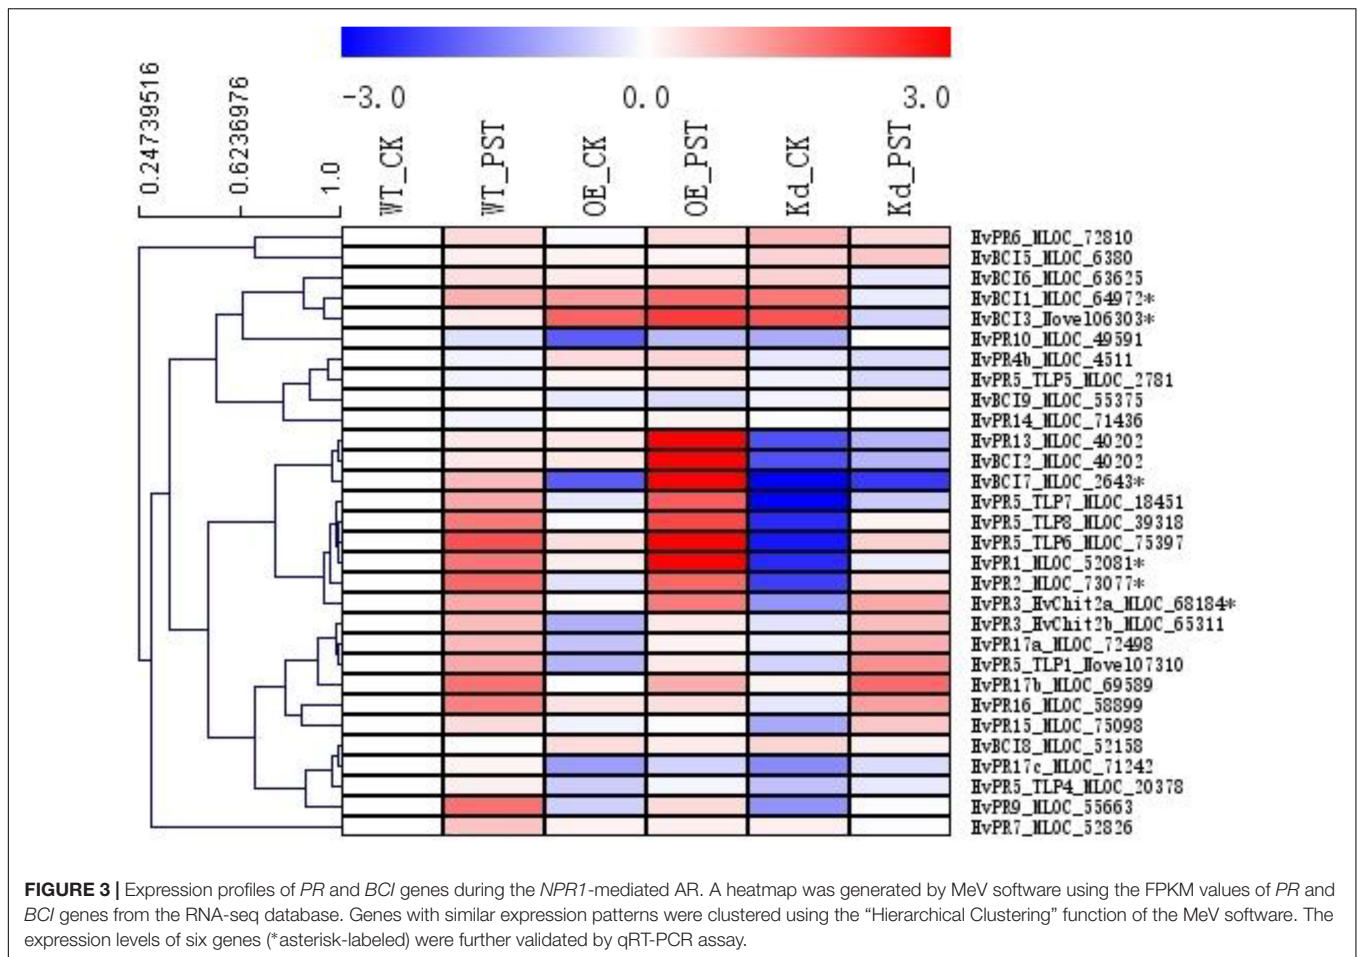 -3.0 0.0 3.0
0.24739516 0.6236976 1.0
WT_CK WT_PST OE_CK OE_PST Kd_CK Kd_PST
HvPR6_MLOC_72810
HvBCI5_MLOC_6380
HvBCI6_MLOC_63625
HvBCI1_MLOC_64972*
HvBCI3_Novel06303*
HvPR10_MLOC_49591
HvPR4b_MLOC_4511
HvPR5_TLP5_MLOC_2781
HvBCI9_MLOC_55375
HvPR14_MLOC_71436
HvPR13_MLOC_40202
HvBCI2_MLOC_40202
HvBCI7_MLOC_2643*
HvPR5_TLP7_MLOC_18451
HvPR5_TLP8_MLOC_39318
HvPR5_TLP6_MLOC_75397
HvPR1_MLOC_52081*
HvPR2_MLOC_73077*
HvPR3_HvChit2a_MLOC_68184*
HvPR3_HvChit2b_MLOC_65311
HvPR17a_MLOC_72498
HvPR5_TLP1_Novel07310
HvPR17b_MLOC_69589
HvPR16_MLOC_58899
HvPR15_MLOC_75098
HvBCI8_MLOC_52158
HvPR17c_MLOC_71242
HvPR5_TLP4_MLOC_20378
HvPR9_MLOC_55663
HvPR7_MLOC_52826
FIGURE 3 | Expression profiles of PR and BCI genes during the NPR1-mediated AR. A heatmap was generated by MeV software using the FPKM values of PR and
BCI genes from the RNA-seq database. Genes with similar expression patterns were clustered using the “Hierarchical Clustering” function of the MeV software. The
expression levels of six genes (*asterisk-labeled) were further validated by qRT-PCR assay.